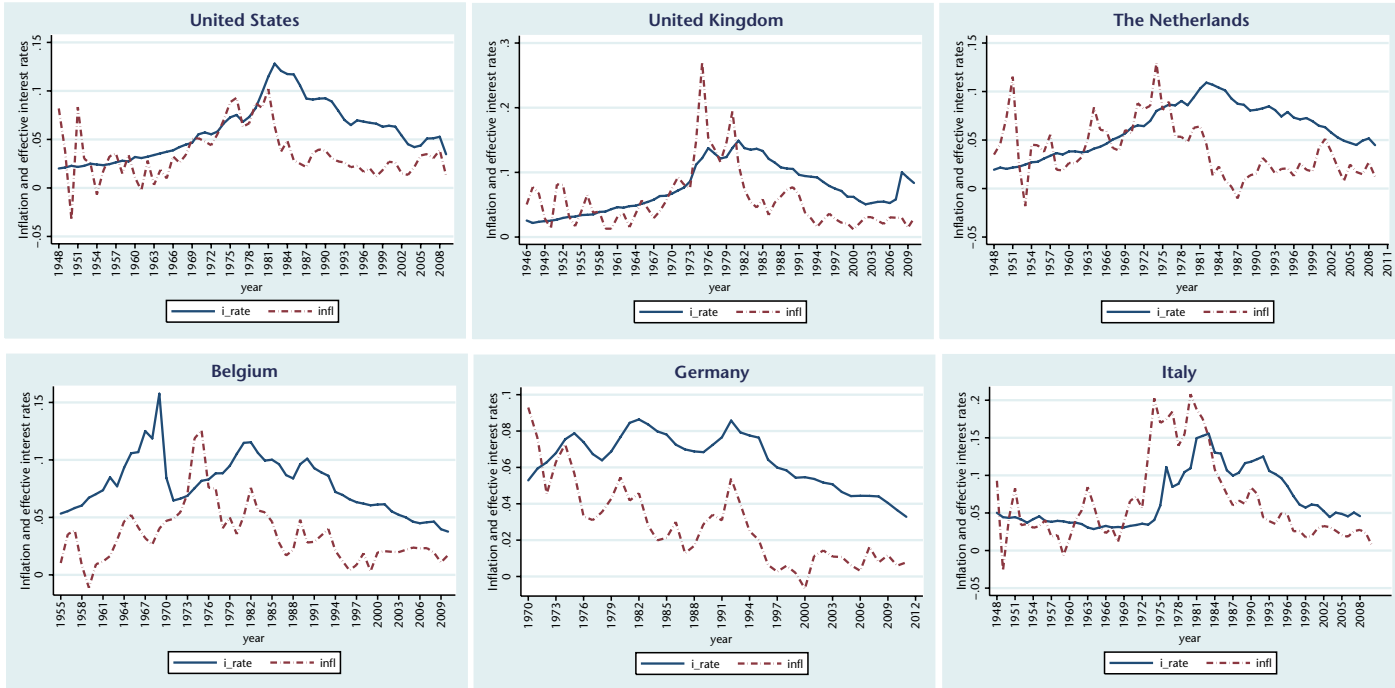 United States
Inflation and effective interest rates
.15
.1
.05
0
-.05
1948 1951 1954 1957 1960 1963 1966 1969 1972 1975 1978 1981 1984 1987 1990 1993 1996 1999 2002 2005 2008
year
i_rate infl
United Kingdom
Inflation and effective interest rates
.3
.2
.1
0
1946 1949 1952 1955 1958 1961 1964 1967 1970 1973 1976 1979 1982 1985 1988 1991 1994 1997 2000 2003 2006 2009
year
i_rate infl
The Netherlands
Inflation and effective interest rates
.15
.1
.05
0
-.05
1948 1951 1954 1957 1960 1963 1966 1969 1972 1975 1978 1981 1984 1987 1990 1993 1996 1999 2002 2005 2008 2011
year
i_rate infl
Belgium
Inflation and effective interest rates
.15
.1
.05
0
1955 1958 1961 1964 1967 1970 1973 1976 1979 1982 1985 1988 1991 1994 1997 2000 2003 2006 2009
year
i_rate infl
Germany
Inflation and effective interest rates
.1
.08
.06
.04
.02
0
1970 1973 1976 1979 1982 1985 1988 1991 1994 1997 2000 2003 2006 2009 2012
year
i_rate infl
Italy
Inflation and effective interest rates
.2
.15
.1
.05
0
-.05
1948 1951 1954 1957 1960 1963 1966 1969 1972 1975 1978 1981 1984 1987 1990 1993 1996 1999 2002 2005 2008
year
i_rate infl